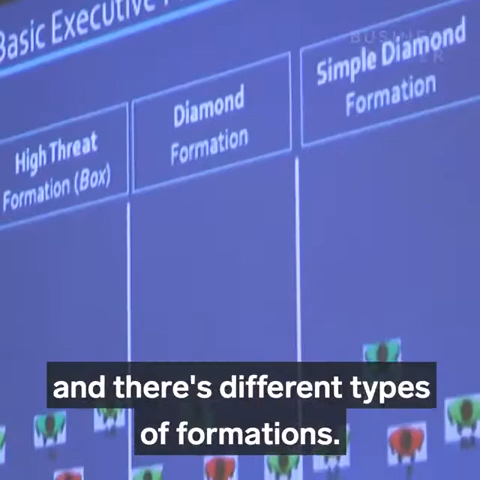 Basic Executive
High Threat
Formation (Box)
Diamond
Formation
Simple Diamond
Formation
and there's different types
of formations.